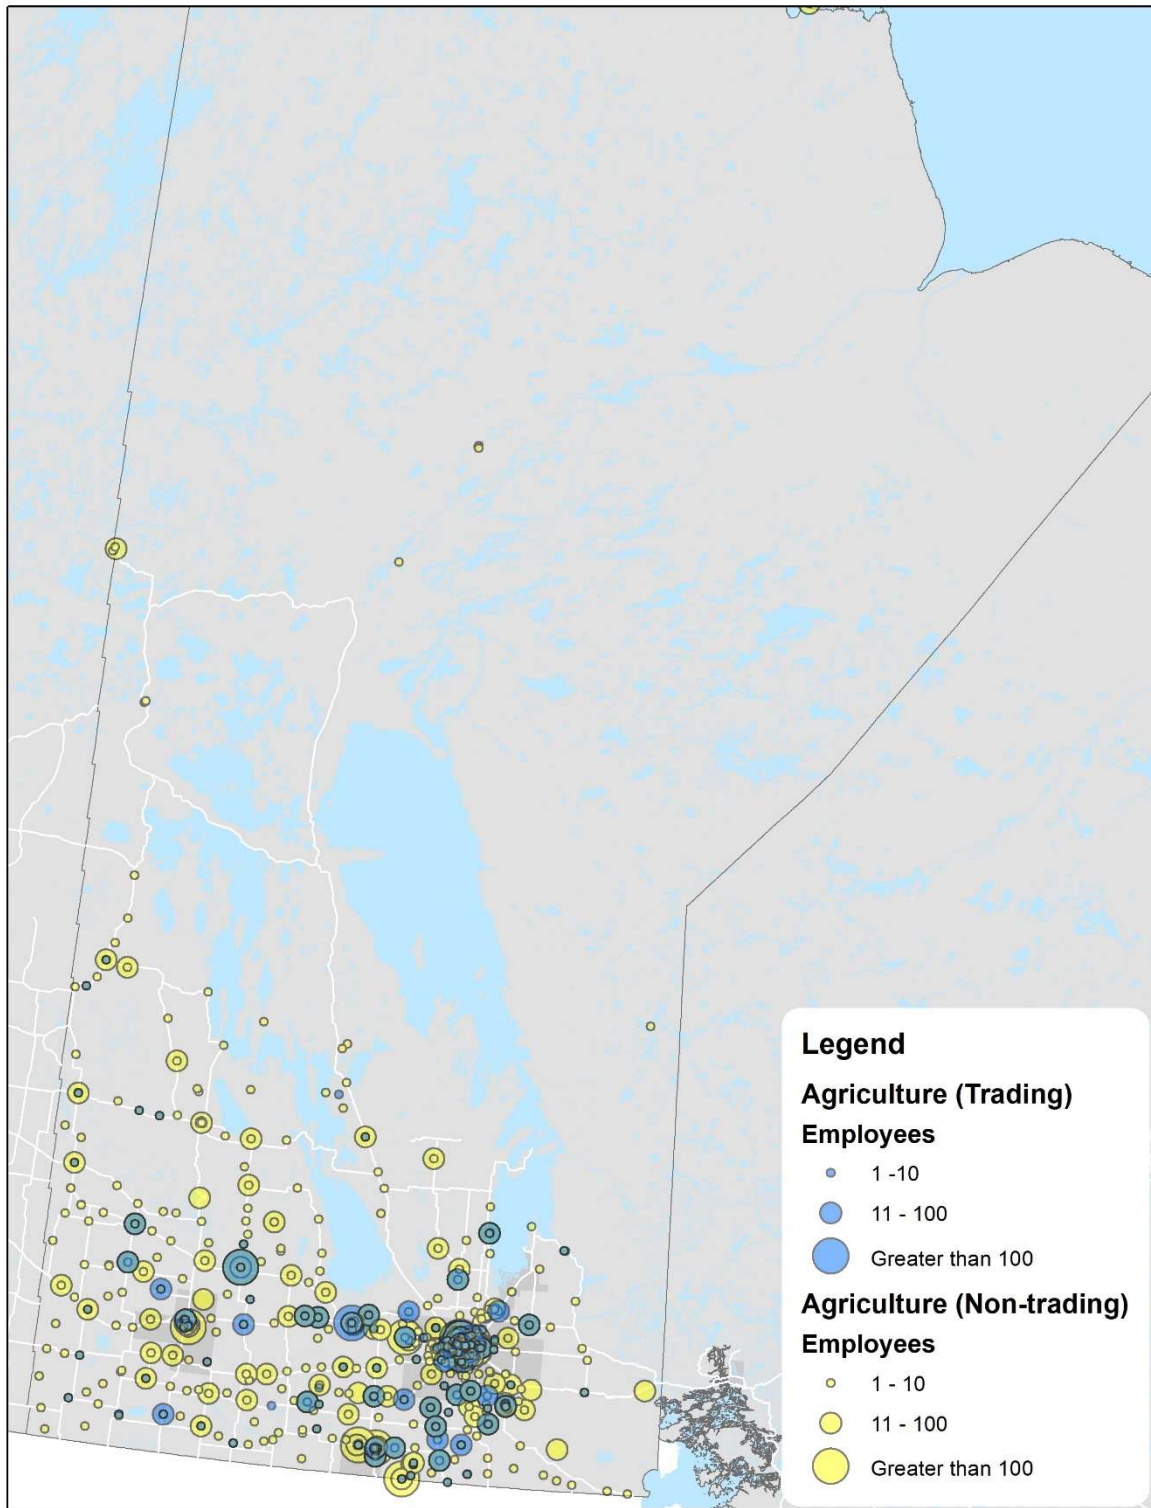 Legend
Agriculture (Trading)
Employees
1 -10
11 - 100
Greater than 100
Agriculture (Non-trading)
Employees
1 - 10
11 - 100
Greater than 100